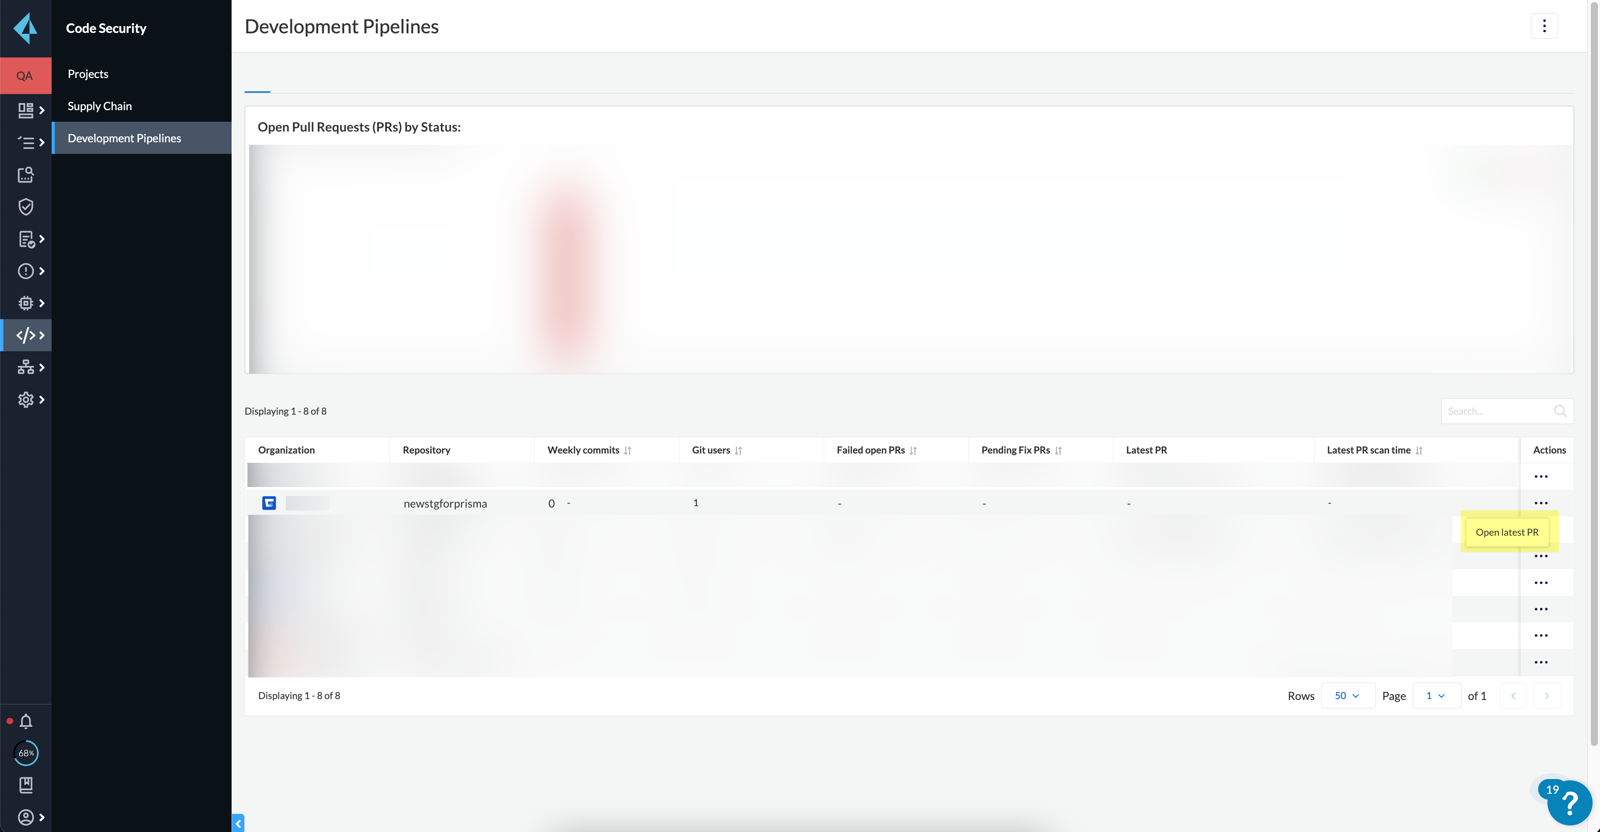 Code Security
Development Pipelines
QA
Projects
Supply Chain
Development Pipelines
Open Pull Requests (PRs) by Status:
Displaying 1 - 8 of 8
Search...
Organization Repository Weekly commits Git users Failed open PRs Pending Fix PRs Latest PR Latest PR scan time Actions
newstgforprisma 0 - 1 - - - -
Open latest PR
Displaying 1 - 8 of 8
Rows 50 Page 1 of 1
68%
19
?